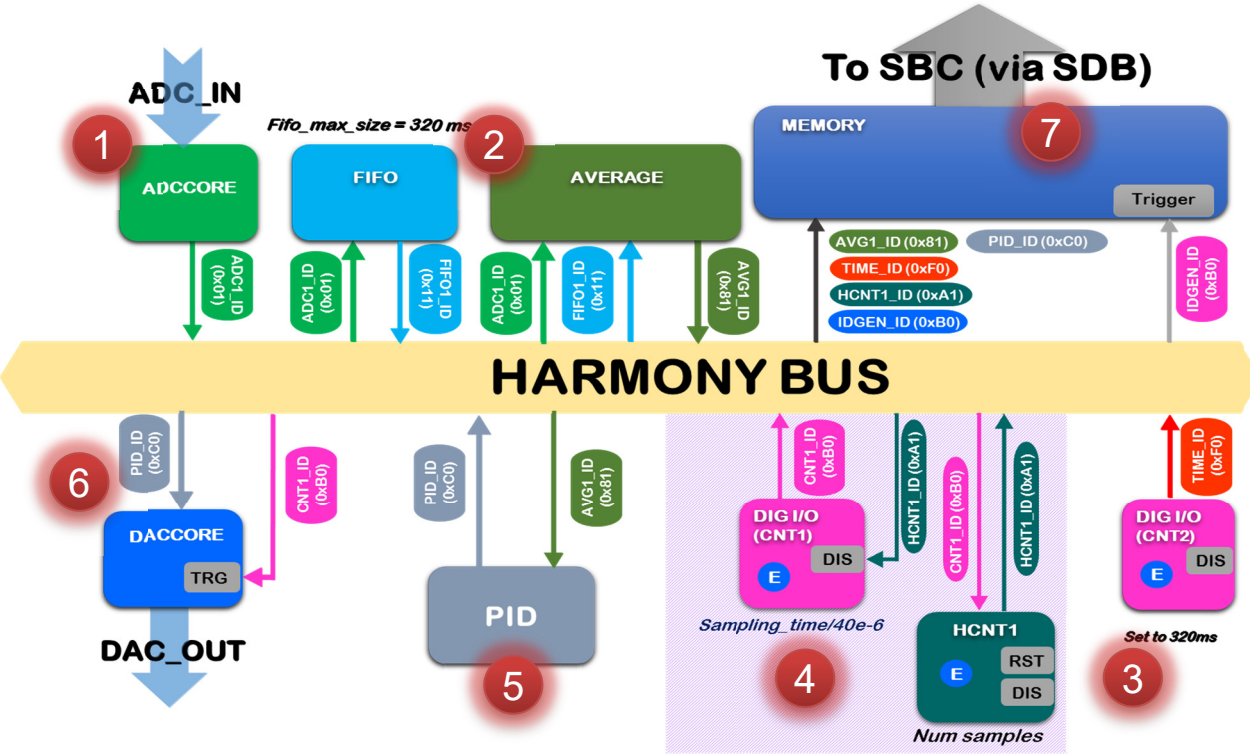 To SBC (via SDB)
ADC_IN
Fifo_max_size = 320 ms
1
2
7
ADCCORE
FIFO
AVERAGE
MEMORY
Trigger
ADC1_ID
(0x01)
ADC1_ID
(0x01)
FIFO1_ID
(0x11)
ADC1_ID
(0x01)
FIFO1_ID
(0x11)
AVG1_ID
(0x81)
AVG1_ID (0x81)
PID_ID (0xC0)
TIME_ID (0xF0)
HCNT1_ID (0xA1)
IDGEN_ID (0xB0)
IDGEN_ID
(0xB0)
HARMONY BUS
PID_ID
(0xC0)
CNT1_ID
(0xB0)
PID_ID
(0xC0)
AVG1_ID
(0x81)
CNT1_ID
(0xB0)
HCNT1_ID (0xA1)
CNT1_ID (0xB0)
HCNT1_ID (0xA1)
TIME_ID
(0xF0)
6
DACCORE
TRG
DAC_OUT
PID
5
DIG I/O
(CNT1)
DIS
E
Sampling_time/40e-6
4
HCNT1
E
RST
DIS
Num samples
DIG I/O
(CNT2)
DIS
E
Set to 320ms
3